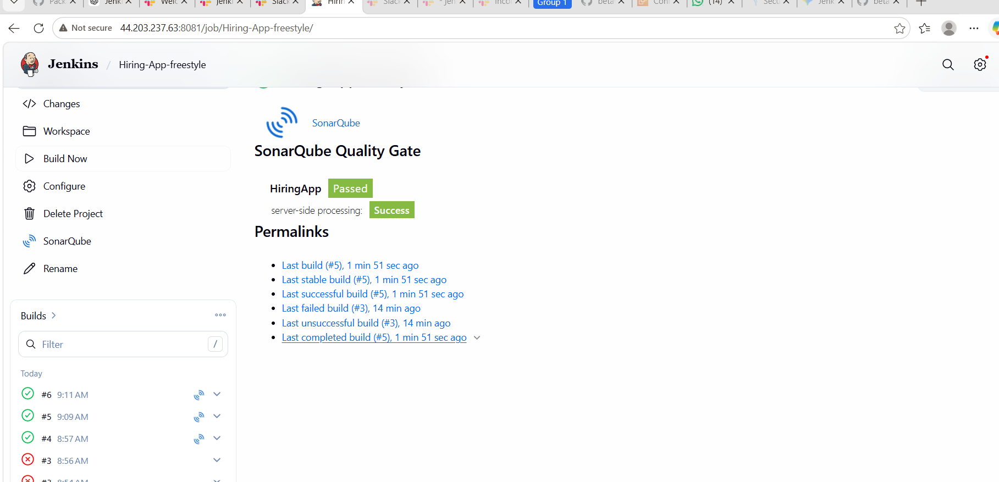 Pack
Jenki
Welc
jenki
Slack
Hirin
Slack
* Jen
Incor
Group 1
beta
Con
(14)
Secu
Jenk
beta
Not secure 44.203.237.63:8081/job/Hiring-App-freestyle/
Jenkins / Hiring-App-freestyle
Changes
Workspace
Build Now
Configure
Delete Project
SonarQube
Rename
Builds
Filter /
Today
#6 9:11 AM
#5 9:09 AM
#4 8:57 AM
#3 8:56 AM
SonarQube
SonarQube Quality Gate
HiringApp Passed
server-side processing: Success
Permalinks
Last build (#5), 1 min 51 sec ago
Last stable build (#5), 1 min 51 sec ago
Last successful build (#5), 1 min 51 sec ago
Last failed build (#3), 14 min ago
Last unsuccessful build (#3), 14 min ago
Last completed build (#5), 1 min 51 sec ago